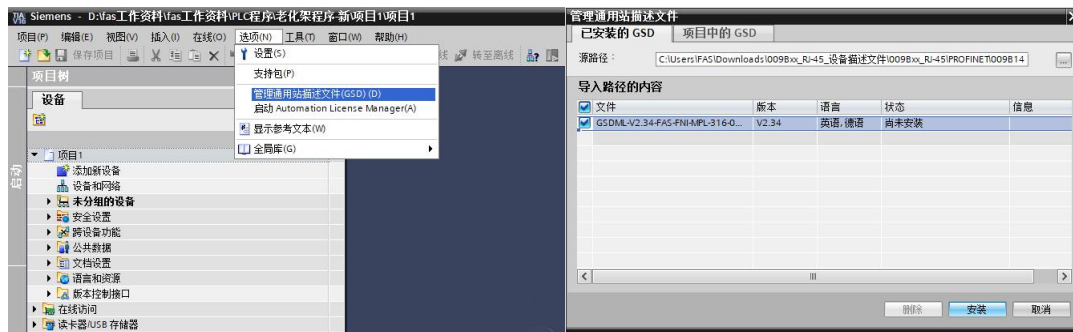 Siemens - D:\fas工作资料\fas工作资料\PLC程序\老化架程序-新\项目1\项目1
项目(P) 编辑(E) 视图(V) 插入(I) 在线(O) 选项(N) 工具(T) 窗口(W) 帮助(H)
保存项目
转至离线
设置(S)
支持包(P)
管理通用站描述文件(GSD) (D)
启动 Automation License Manager(A)
显示参考文本(W)
全局库(G)
项目树
设备
启动
项目1
添加新设备
设备和网络
未分组的设备
安全设置
跨设备功能
公共数据
文档设置
语言和资源
版本控制接口
在线访问
读卡器/USB 存储器
管理通用站描述文件
已安装的 GSD 项目中的 GSD
源路径: C:\Users\FAS\Downloads\009Bxx_RJ-45_设备描述文件\009Bxx_RJ-45\PROFINET\009B14 ...
导入路径的内容
文件 版本 语言 状态 信息
GSDML-V2.34-FAS-FNI-MPL-316-0... V2.34 英语, 德语 尚未安装
删除 安装 取消